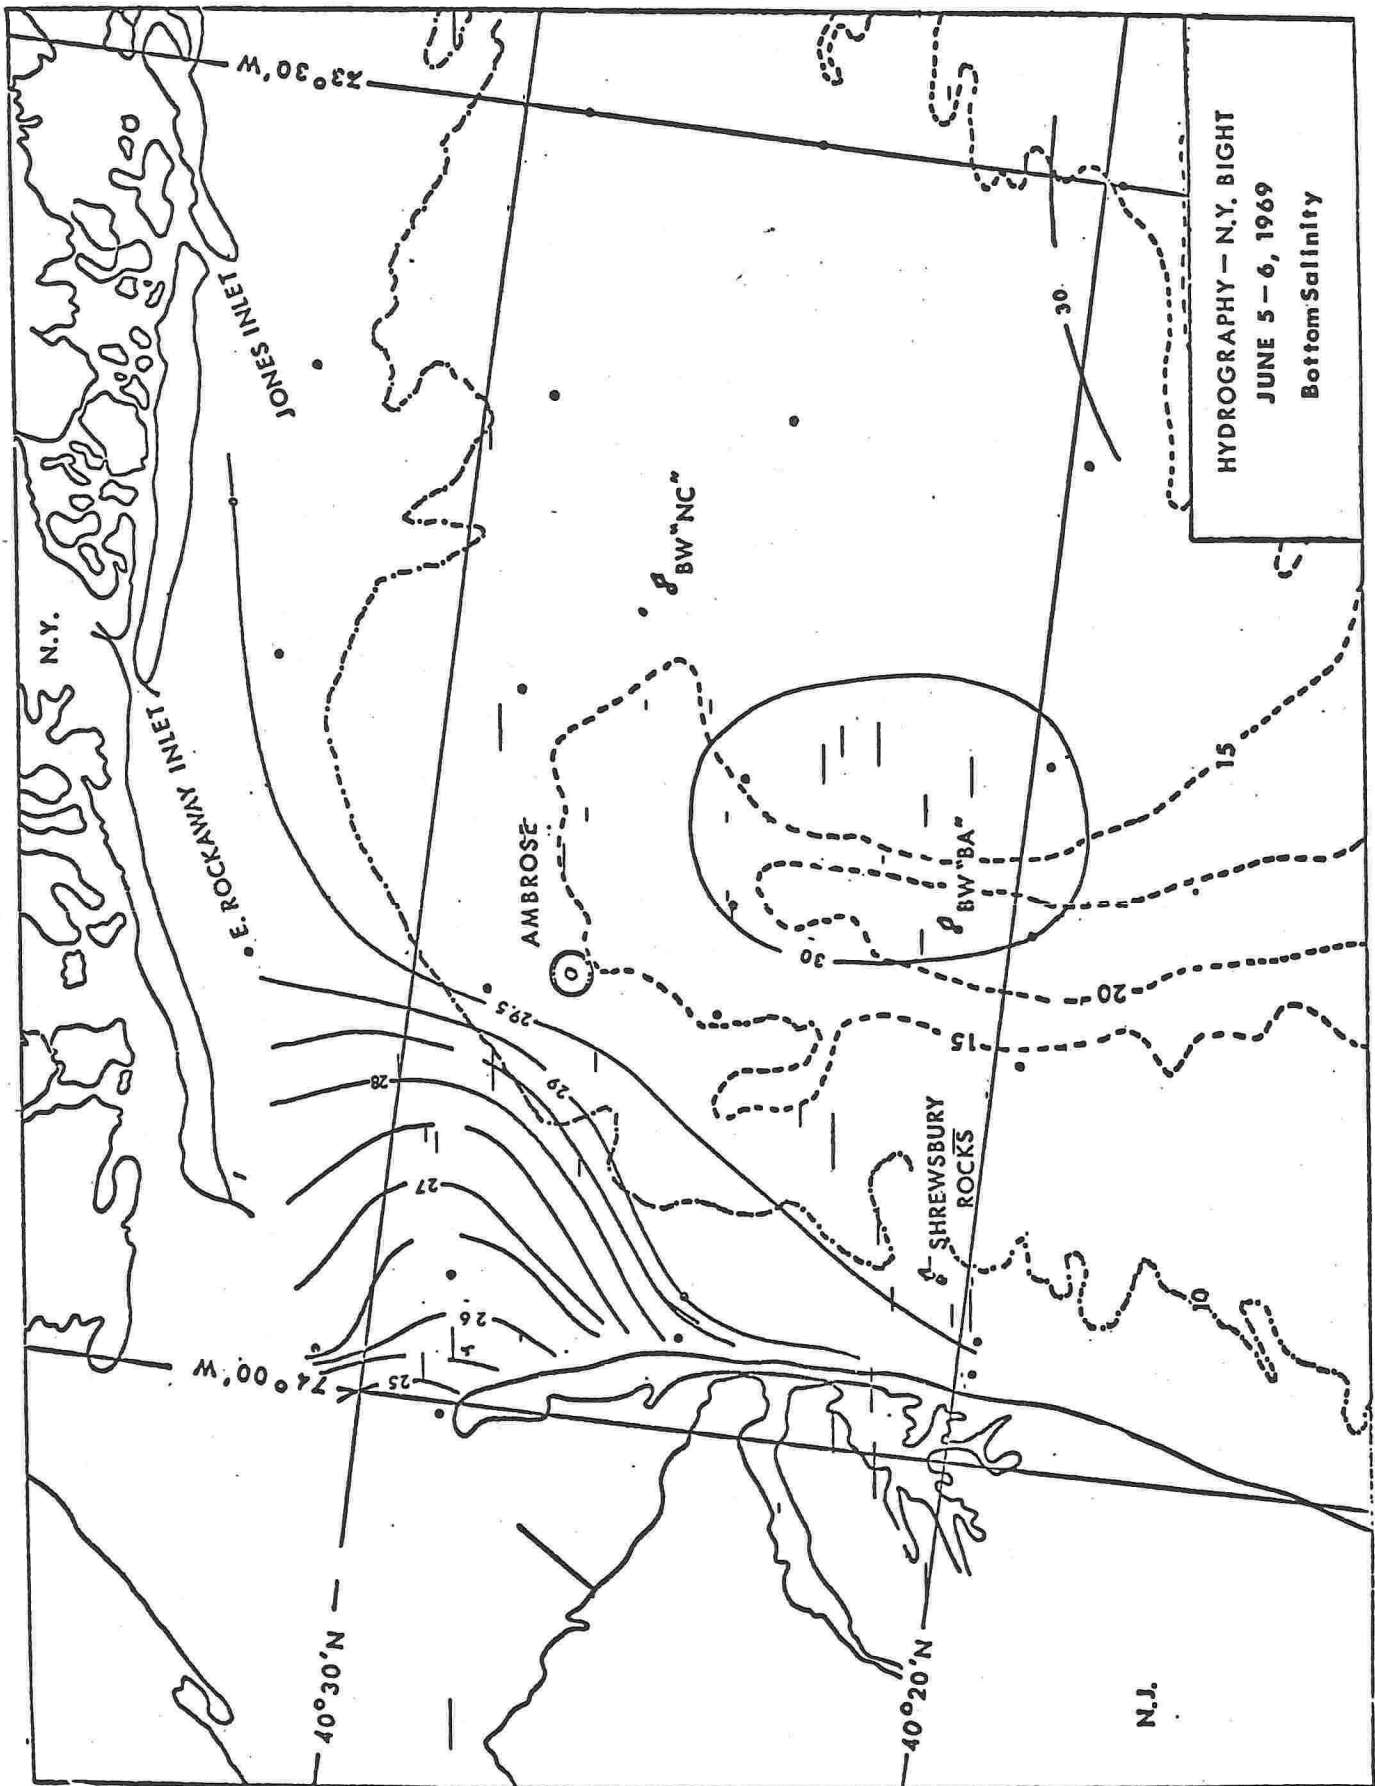 HYDROGRAPHY – N.Y. BIGHT
JUNE 5 – 6, 1969
Bottom Salinity
N.Y.
E. ROCKAWAY INLET
JONES INLET
73°30'W
74°00'W
40°30'N
40°20'N
N.J.
AMBROSE
BW "NC"
BW "BA"
SHREWSBURY
ROCKS
25
26
27
28
29
29.5
30
30
15
15
20
10